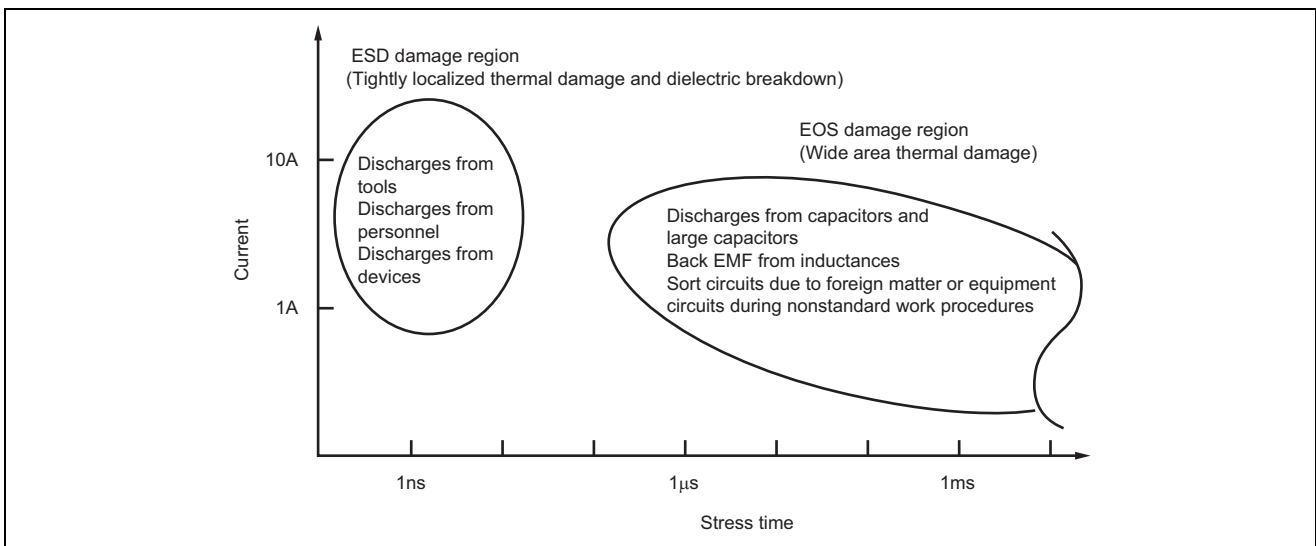 ESD damage region
(Tightly localized thermal damage and dielectric breakdown)
EOS damage region
(Wide area thermal damage)
10A
Discharges from
tools
Discharges from
personnel
Discharges from
devices
Discharges from capacitors and
large capacitors
Back EMF from inductances
Sort circuits due to foreign matter or equipment
circuits during nonstandard work procedures
Current
1A
1ns
1μs
1ms
Stress time